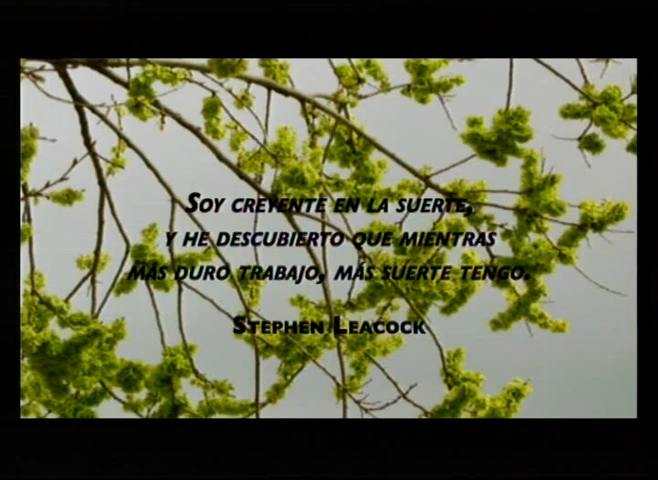 Soy creyente en la suerte,
y he descubierto que mientras
más duro trabajo, más suerte tengo.
Stephen Leacock